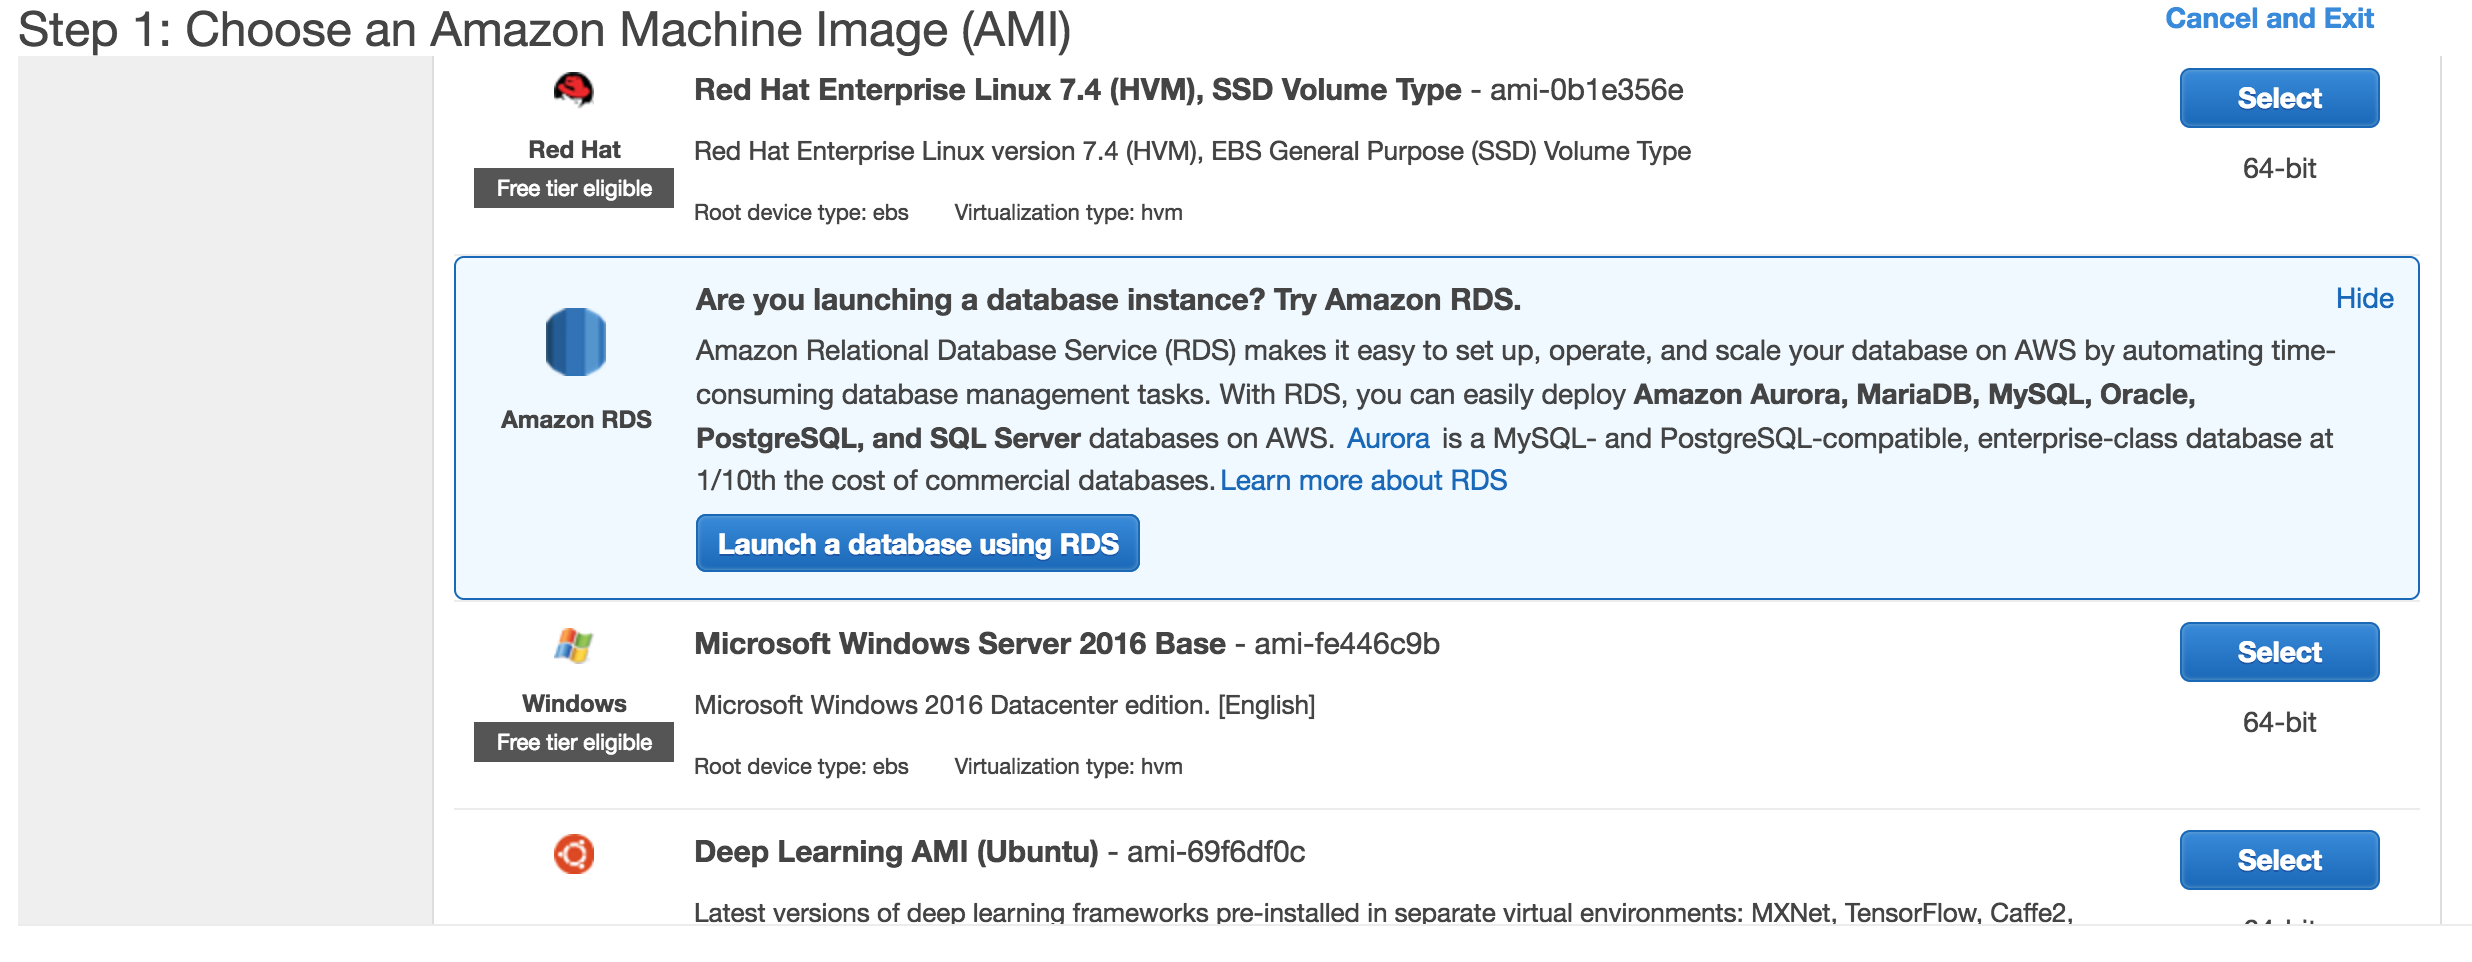 Step 1: Choose an Amazon Machine Image (AMI)
Cancel and Exit
Red Hat
Free tier eligible
Red Hat Enterprise Linux 7.4 (HVM), SSD Volume Type - ami-0b1e356e
Red Hat Enterprise Linux version 7.4 (HVM), EBS General Purpose (SSD) Volume Type
Root device type: ebs Virtualization type: hvm
Select
64-bit
Amazon RDS
Are you launching a database instance? Try Amazon RDS.
Hide
Amazon Relational Database Service (RDS) makes it easy to set up, operate, and scale your database on AWS by automating time-
consuming database management tasks. With RDS, you can easily deploy Amazon Aurora, MariaDB, MySQL, Oracle,
PostgreSQL, and SQL Server databases on AWS. Aurora is a MySQL- and PostgreSQL-compatible, enterprise-class database at
1/10th the cost of commercial databases. Learn more about RDS
Launch a database using RDS
Windows
Free tier eligible
Microsoft Windows Server 2016 Base - ami-fe446c9b
Microsoft Windows 2016 Datacenter edition. [English]
Root device type: ebs Virtualization type: hvm
Select
64-bit
Deep Learning AMI (Ubuntu) - ami-69f6df0c
Latest versions of deep learning frameworks pre-installed in separate virtual environments: MXNet, TensorFlow, Caffe2,
Select